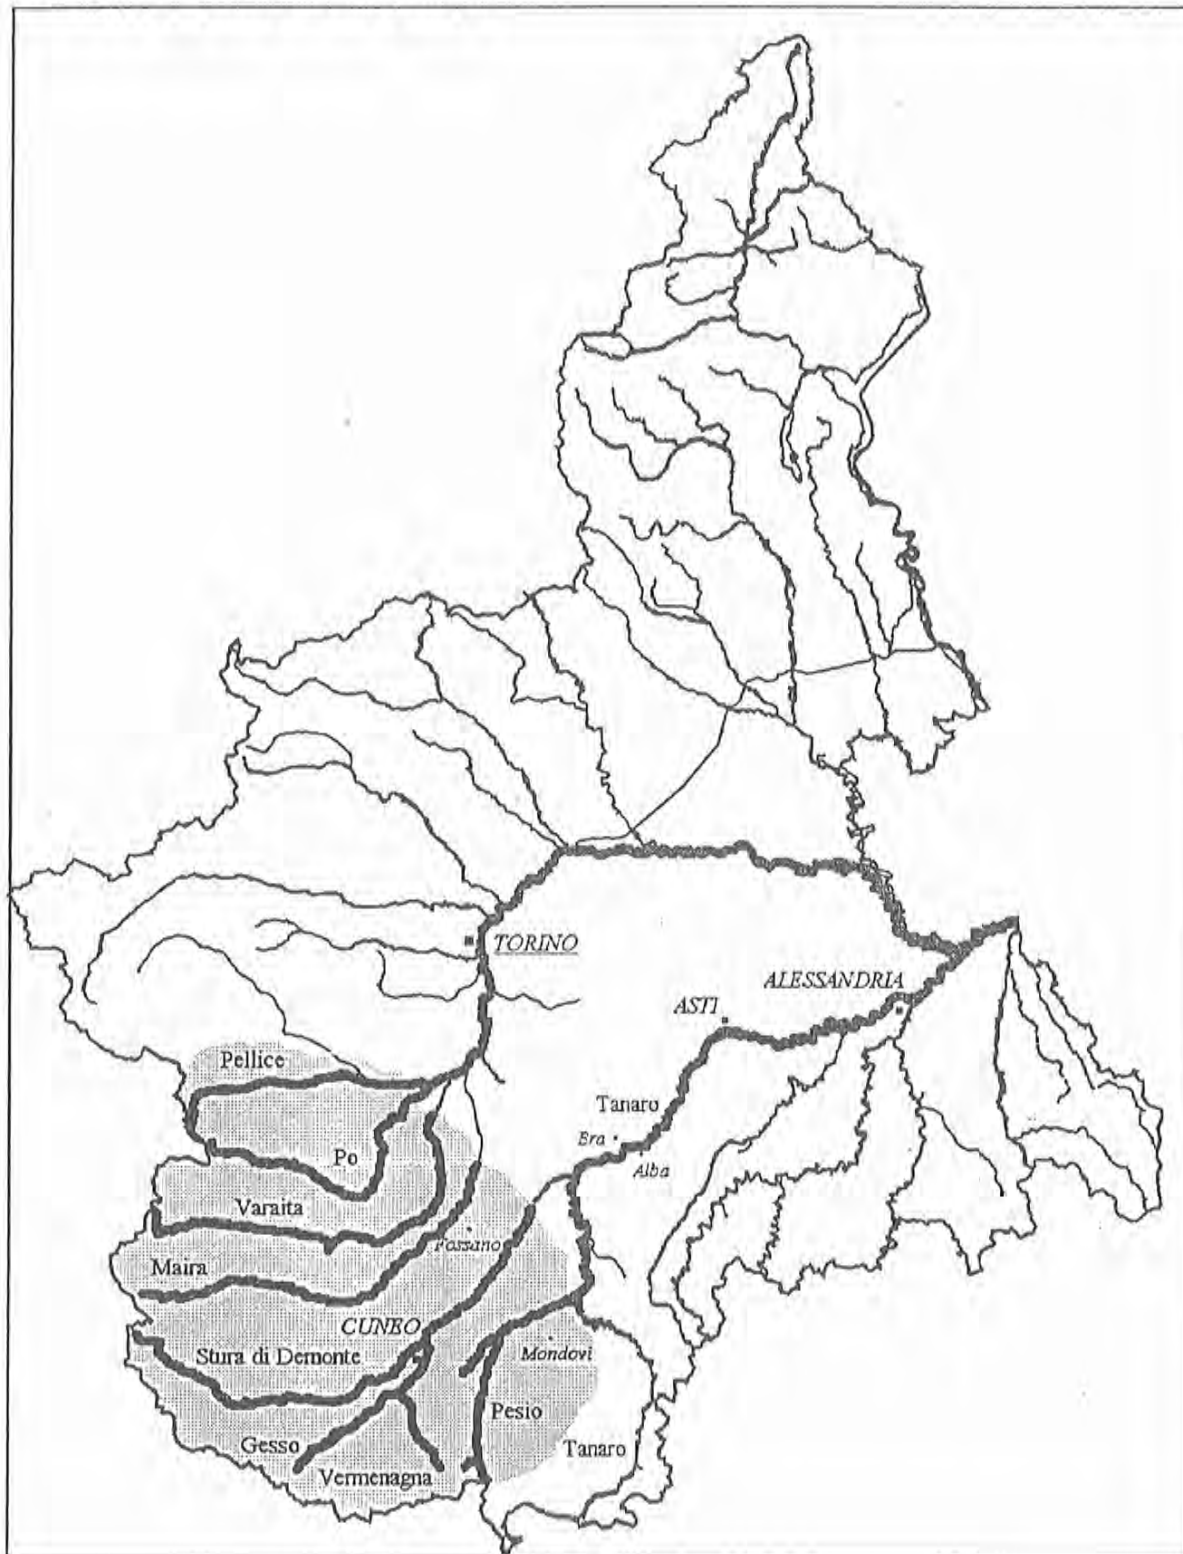 TORINO
ALESSANDRIA
ASTI
Pellice
Tanaro
Bra
Po
Alba
Varaita
Fossano
Maira
CUNEO
Mondovì
Stura di Demonte
Pesio
Gesso
Tanaro
Vermenagna